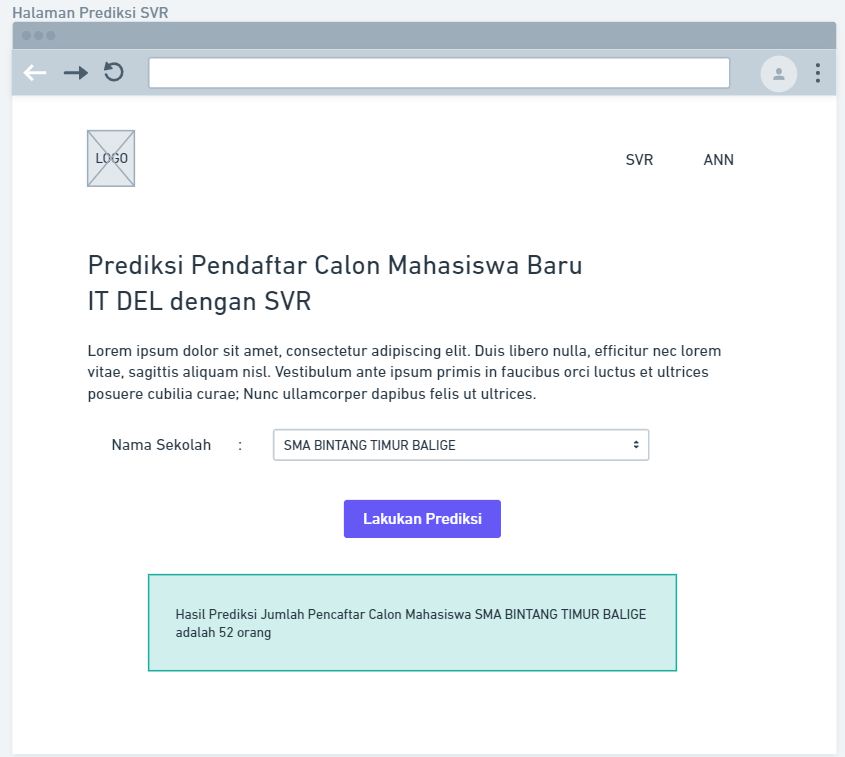 Halaman Prediksi SVR
LOGO
SVR ANN
Prediksi Pendaftar Calon Mahasiswa Baru
IT DEL dengan SVR
Lorem ipsum dolor sit amet, consectetur adipiscing elit. Duis libero nulla, efficitur nec lorem
vitae, sagittis aliquam nisl. Vestibulum ante ipsum primis in faucibus orci luctus et ultrices
posuere cubilia curae; Nunc ullamcorper dapibus felis ut ultrices.
Nama Sekolah : SMA BINTANG TIMUR BALIGE
Lakukan Prediksi
Hasil Prediksi Jumlah Pencaftar Calon Mahasiswa SMA BINTANG TIMUR BALIGE
adalah 52 orang